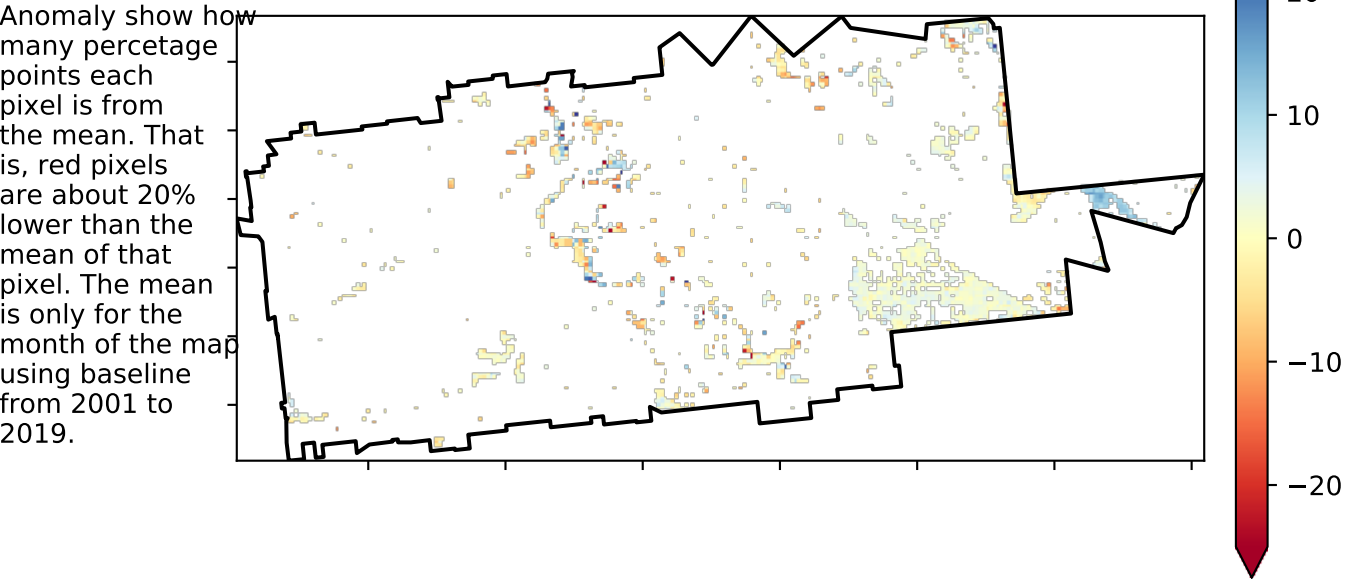 Anomaly show how
many percetage
points each
pixel is from
the mean. That
is, red pixels
are about 20%
lower than the
mean of that
pixel. The mean
is only for the
month of the map
using baseline
from 2001 to
2019.
10
0
−10
−20